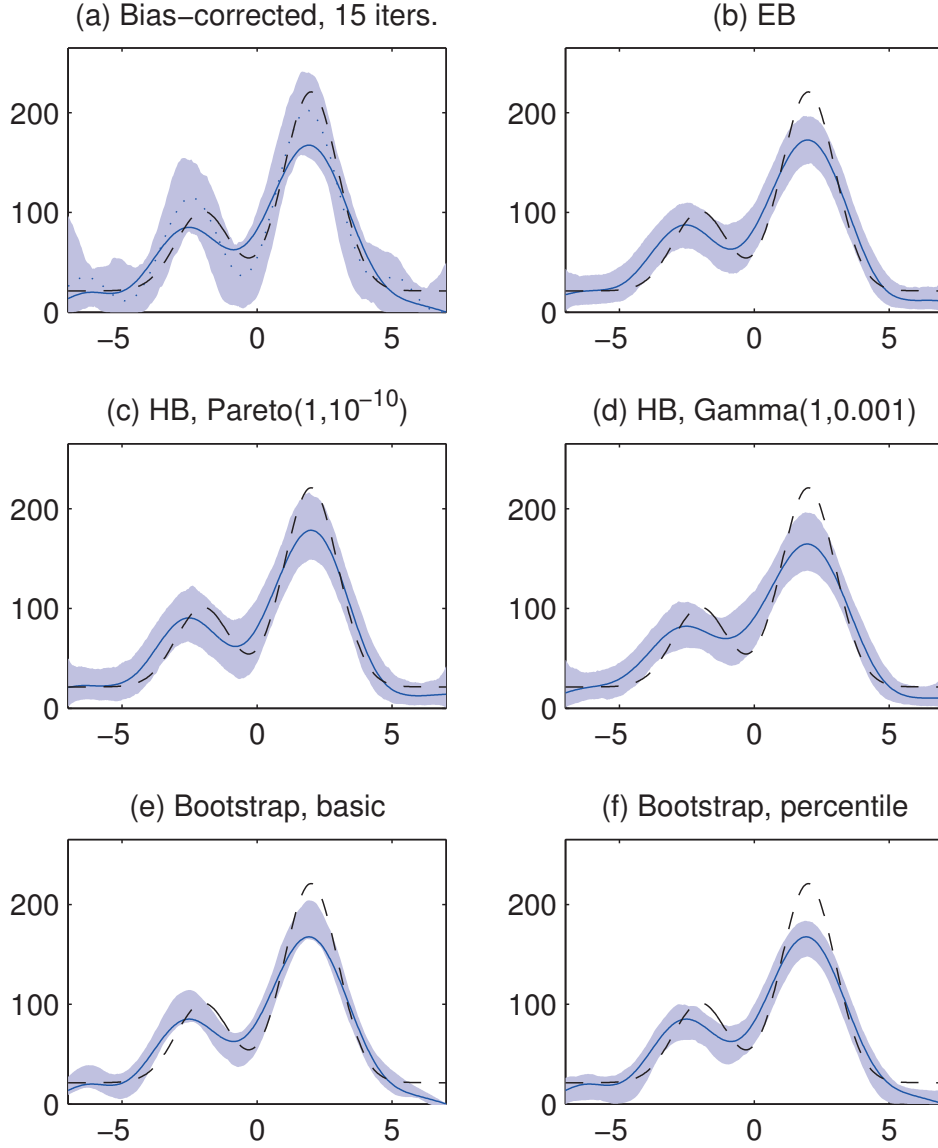 (a) Bias−corrected, 15 iters.
(b) EB
200
100
0
−5 0 5
200
100
0
−5 0 5
(c) HB, Pareto(1,10⁻¹⁰)
(d) HB, Gamma(1,0.001)
200
100
0
−5 0 5
200
100
0
−5 0 5
(e) Bootstrap, basic
(f) Bootstrap, percentile
200
100
0
−5 0 5
200
100
0
−5 0 5